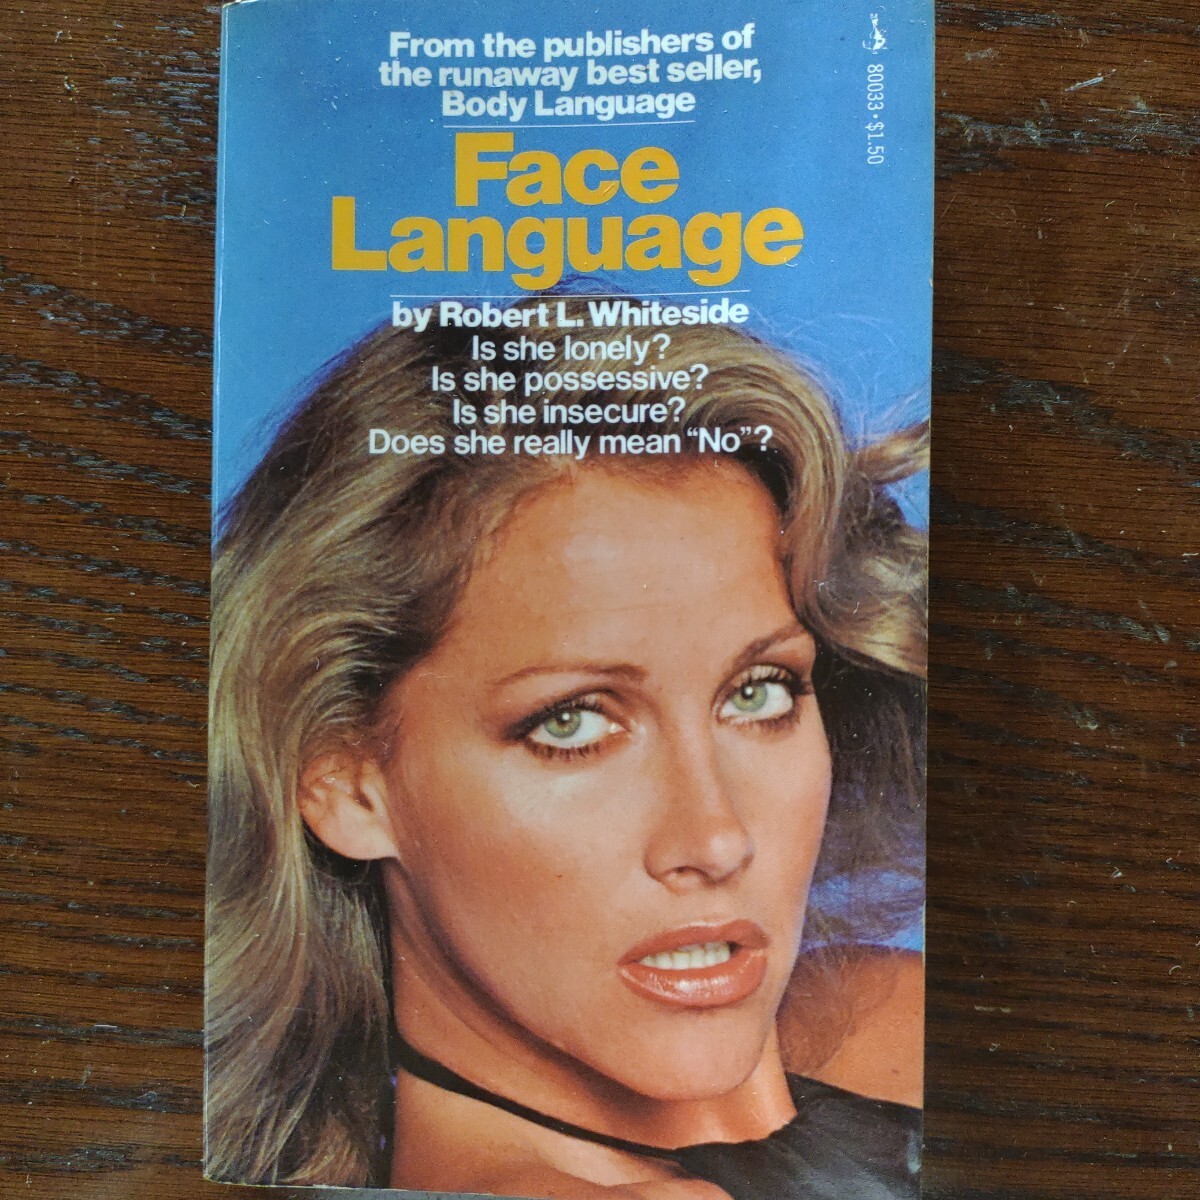 From the publishers of
the runaway best seller,
Body Language
80033 • $1.50
Face
Language
by Robert L. Whiteside
Is she lonely?
Is she possessive?
Is she insecure?
Does she really mean “No”?